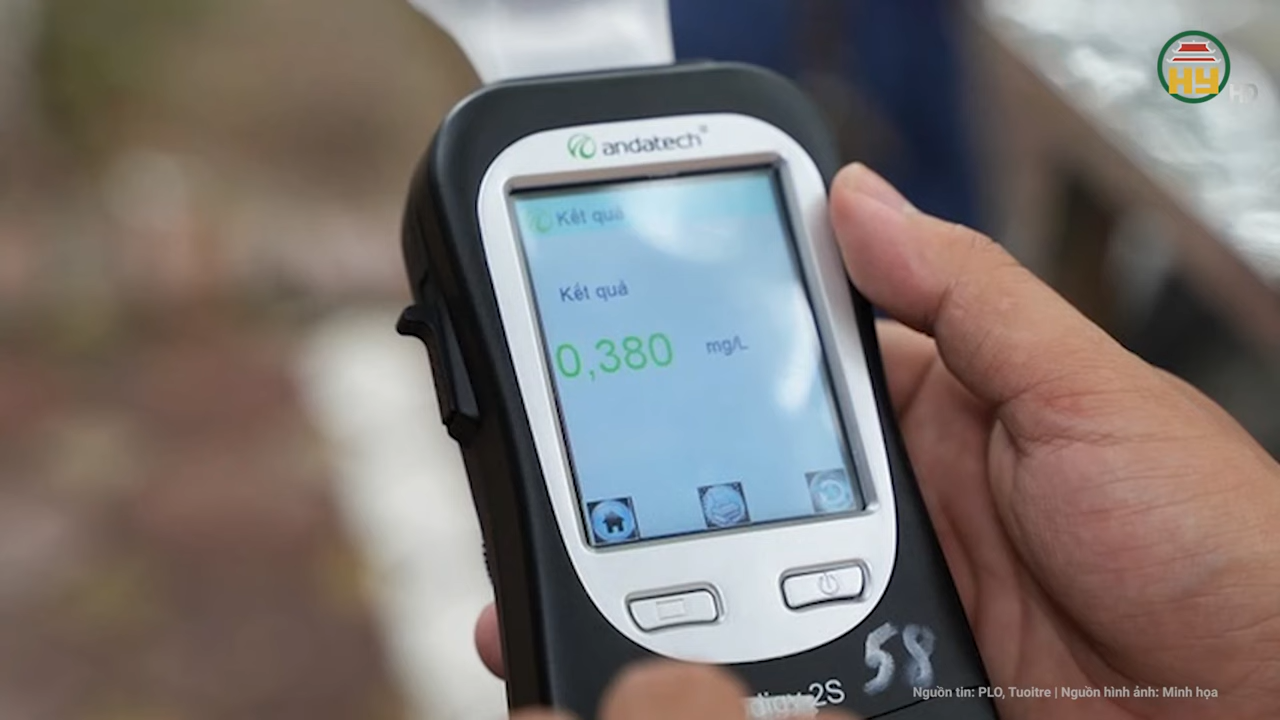 HY
HD
andatech®
Kết quả
Kết quả
0,380 mg/L
2S
58
Nguồn tin: PLO, Tuoitre | Nguồn hình ảnh: Minh họa